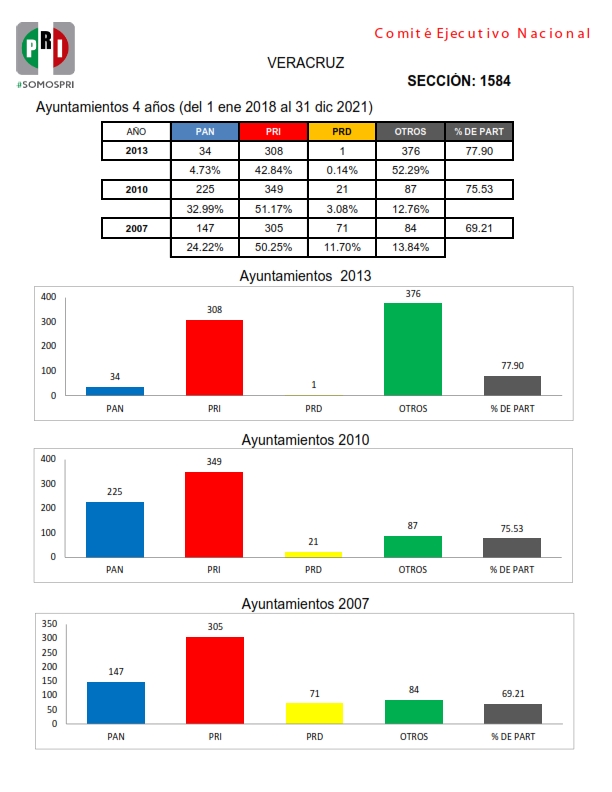 Comité Ejecutivo Nacional
PRI
#SOMOSPRI
VERACRUZ
SECCIÓN: 1584
Ayuntamientos 4 años (del 1 ene 2018 al 31 dic 2021)
AÑO PAN PRI PRD OTROS % DE PART
2013 34 308 1 376 77.90
4.73% 42.84% 0.14% 52.29%
2010 225 349 21 87 75.53
32.99% 51.17% 3.08% 12.76%
2007 147 305 71 84 69.21
24.22% 50.25% 11.70% 13.84%
Ayuntamientos 2013
400
300
200
100
0
34 308 1 376 77.90
PAN PRI PRD OTROS % DE PART
Ayuntamientos 2010
400
300
200
100
0
225 349 21 87 75.53
PAN PRI PRD OTROS % DE PART
Ayuntamientos 2007
350
300
250
200
150
100
50
0
147 305 71 84 69.21
PAN PRI PRD OTROS % DE PART